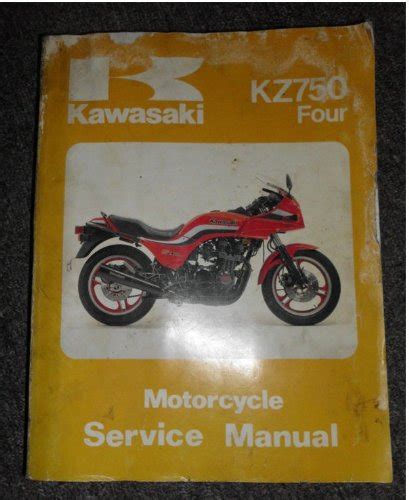 Kawasaki
KZ750
Four
Motorcycle
Service Manual